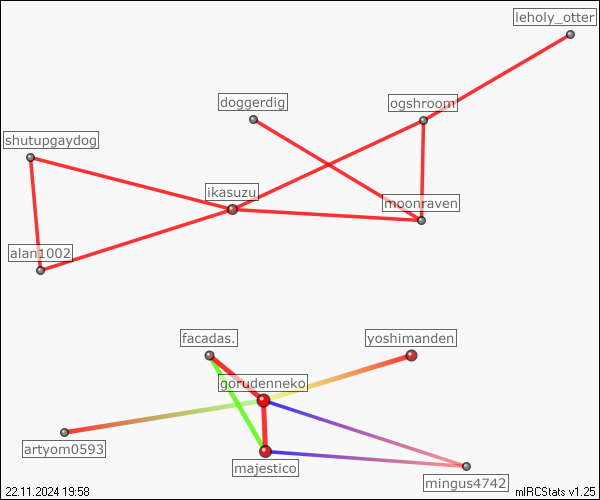 leholy_otter
doggerdig
ogshroom
shutupgaydog
ikasuzu
moonraven
alan1002
facadas.
yoshimanden
gorudenneko
artyom0593
majestico
mingus4742
22.11.2024 19:58
mIRCStats v1.25